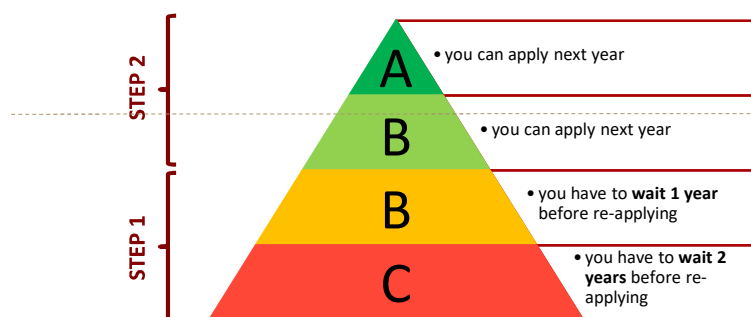 STEP 2
A
• you can apply next year
B
• you can apply next year
STEP 1
B
• you have to wait 1 year
before re-applying
C
• you have to wait 2
years before re-
applying